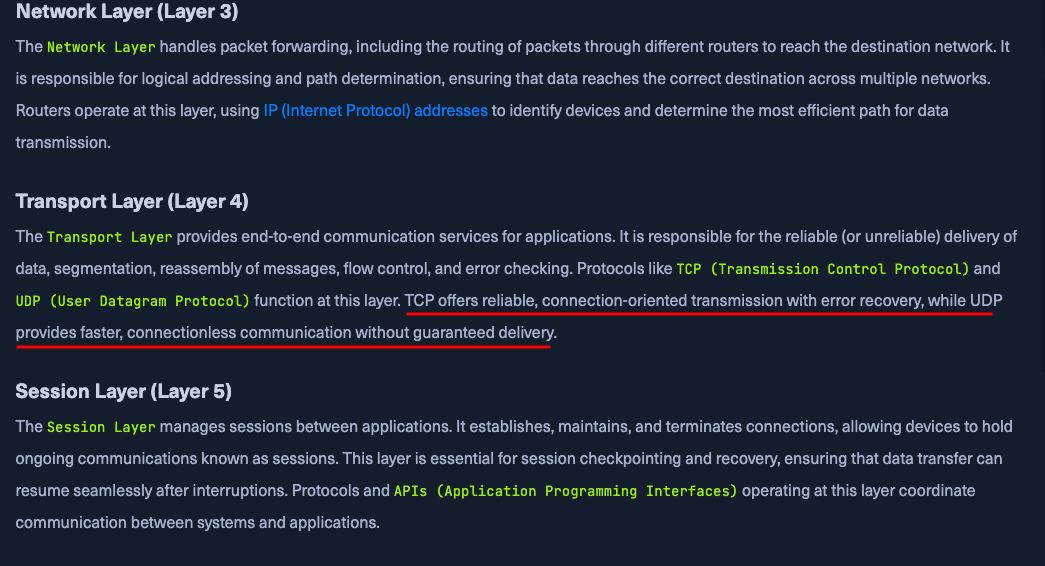 Network Layer (Layer 3)
The Network Layer handles packet forwarding, including the routing of packets through different routers to reach the destination network. It
is responsible for logical addressing and path determination, ensuring that data reaches the correct destination across multiple networks.
Routers operate at this layer, using IP (Internet Protocol) addresses to identify devices and determine the most efficient path for data
transmission.
Transport Layer (Layer 4)
The Transport Layer provides end-to-end communication services for applications. It is responsible for the reliable (or unreliable) delivery of
data, segmentation, reassembly of messages, flow control, and error checking. Protocols like TCP (Transmission Control Protocol) and
UDP (User Datagram Protocol) function at this layer. TCP offers reliable, connection-oriented transmission with error recovery, while UDP
provides faster, connectionless communication without guaranteed delivery.
Session Layer (Layer 5)
The Session Layer manages sessions between applications. It establishes, maintains, and terminates connections, allowing devices to hold
ongoing communications known as sessions. This layer is essential for session checkpointing and recovery, ensuring that data transfer can
resume seamlessly after interruptions. Protocols and APIs (Application Programming Interfaces) operating at this layer coordinate
communication between systems and applications.